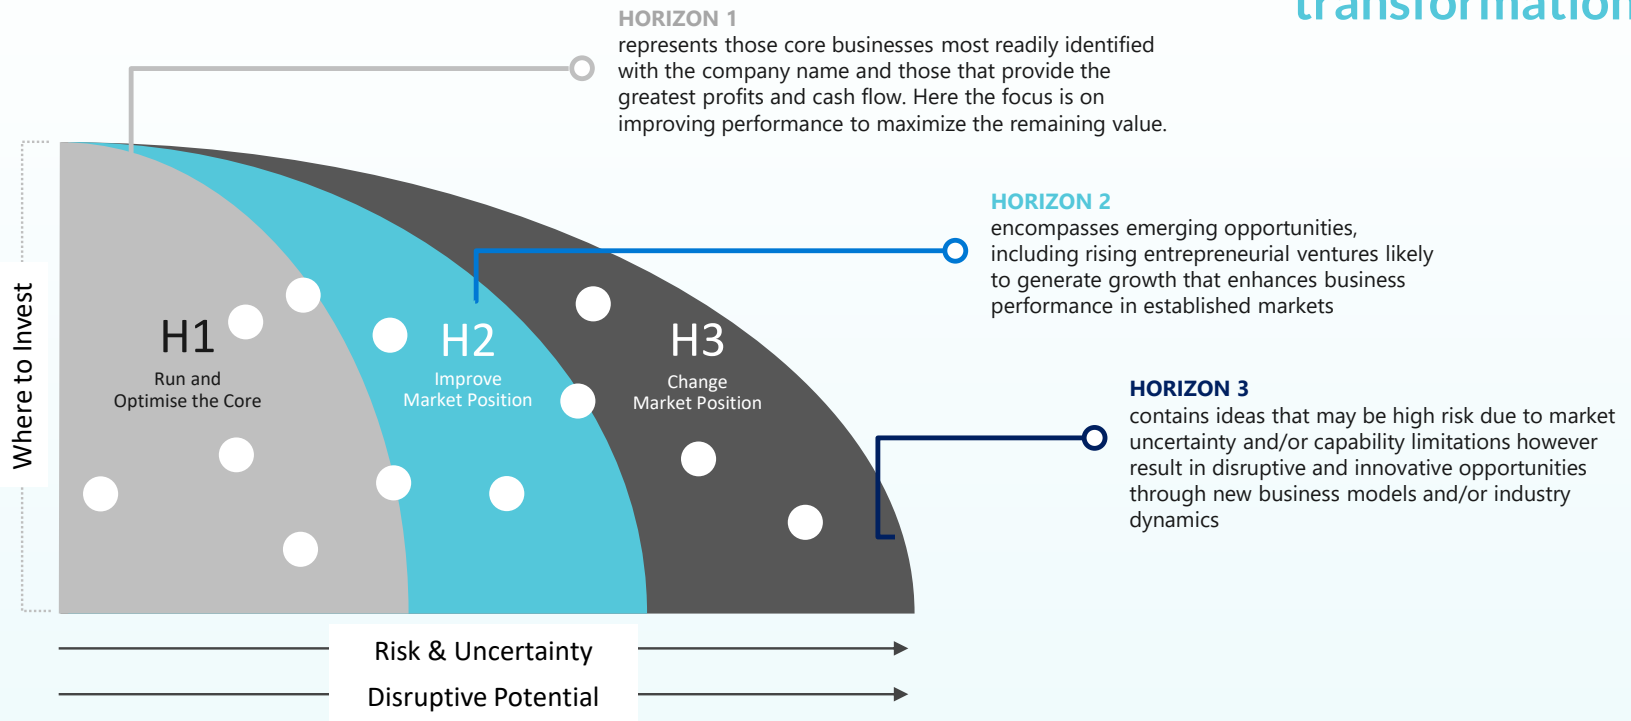 transformation
HORIZON 1
represents those core businesses most readily identified
with the company name and those that provide the
greatest profits and cash flow. Here the focus is on
improving performance to maximize the remaining value.
HORIZON 2
encompasses emerging opportunities,
including rising entrepreneurial ventures likely
to generate growth that enhances business
performance in established markets
HORIZON 3
contains ideas that may be high risk due to market
uncertainty and/or capability limitations however
result in disruptive and innovative opportunities
through new business models and/or industry
dynamics
Where to Invest
H1
Run and
Optimise the Core
H2
Improve
Market Position
H3
Change
Market Position
Risk & Uncertainty
Disruptive Potential